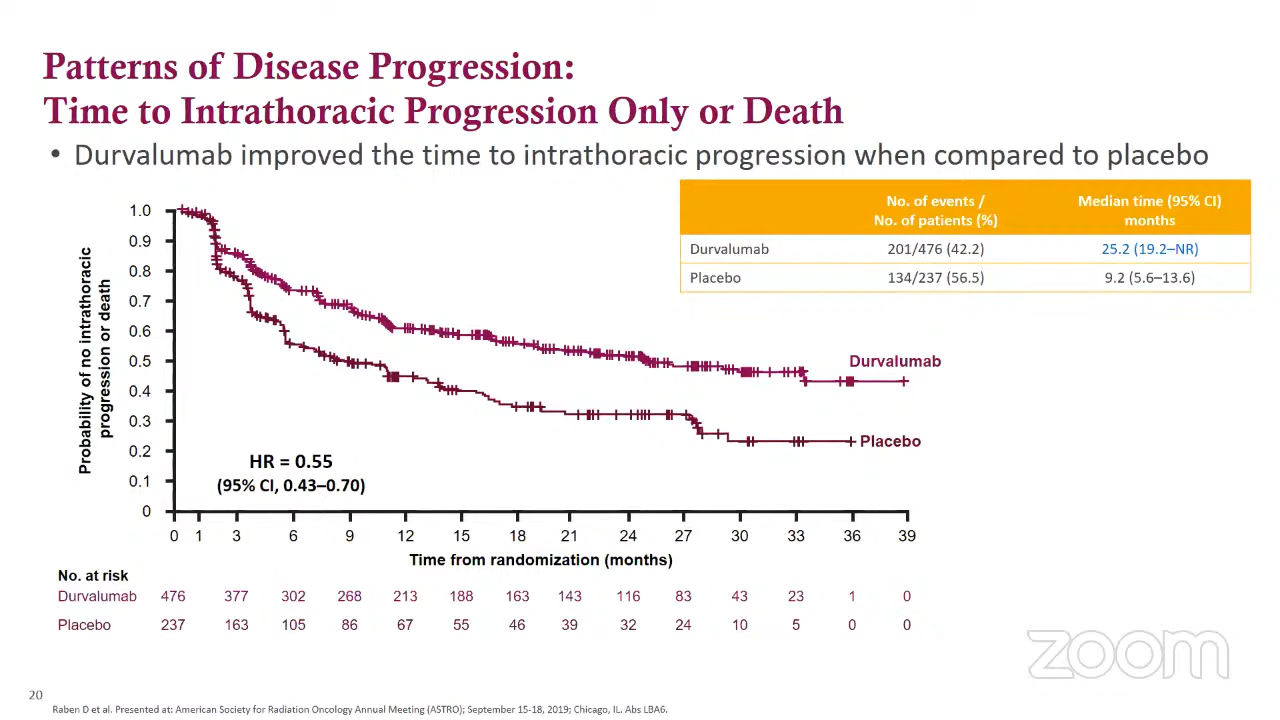 Patterns of Disease Progression:
Time to Intrathoracic Progression Only or Death
• Durvalumab improved the time to intrathoracic progression when compared to placebo
No. of events / No. of patients (%) Median time (95% CI) months
Durvalumab 201/476 (42.2) 25.2 (19.2–NR)
Placebo 134/237 (56.5) 9.2 (5.6–13.6)
Probability of no intrathoracic
progression or death
1.0
0.9
0.8
0.7
0.6
0.5
0.4
0.3
0.2
0.1
0
Durvalumab
Placebo
HR = 0.55
(95% CI, 0.43–0.70)
0 1 3 6 9 12 15 18 21 24 27 30 33 36 39
Time from randomization (months)
No. at risk
Durvalumab 476 377 302 268 213 188 163 143 116 83 43 23 1 0
Placebo 237 163 105 86 67 55 46 39 32 24 10 5 0 0
zoom
20
Raben D et al. Presented at: American Society for Radiation Oncology Annual Meeting (ASTRO); September 15-18, 2019; Chicago, IL. Abs LBA6.